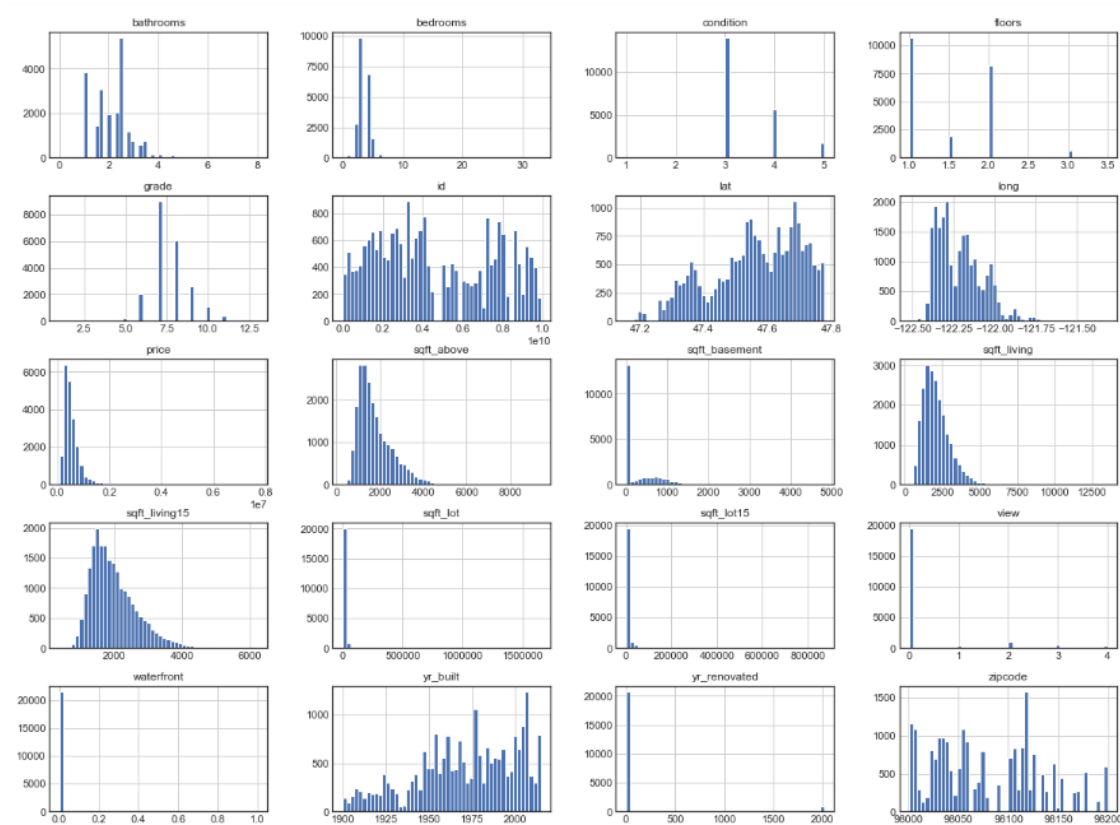 bathrooms bedrooms condition floors
4000 2000 0
0 2 4 6 8
10000 7500 5000 2500 0
0 10 20 30
10000 5000 0
1 2 3 4 5
10000 7500 5000 2500 0
1.0 1.5 2.0 2.5 3.0 3.5
grade id lat long
8000 6000 4000 2000 0
2.5 5.0 7.5 10.0 12.5
800 600 400 200 0
0.0 0.2 0.4 0.6 0.8 1.0
1e10
1000 750 500 250 0
47.2 47.4 47.6 47.8
2000 1500 1000 500 0
−122.50 −122.25 −122.00 −121.75 −121.50
price sqft_above sqft_basement sqft_living
6000 4000 2000 0
0.0 0.2 0.4 0.6 0.8
1e7
2000 1000 0
0 2000 4000 6000 8000
10000 5000 0
0 1000 2000 3000 4000 5000
3000 2000 1000 0
0 2500 5000 7500 10000 12500
sqft_living15 sqft_lot sqft_lot15 view
2000 1500 1000 500 0
2000 4000 6000
20000 15000 10000 5000 0
0 500000 1000000 1500000
20000 15000 10000 5000 0
0 200000 400000 600000 800000
20000 15000 10000 5000 0
0 1 2 3 4
waterfront yr_built yr_renovated zipcode
20000 15000 10000 5000 0
0.0 0.2 0.4 0.6 0.8 1.0
1000 500 0
1900 1925 1950 1975 2000
20000 15000 10000 5000 0
0 500 1000 1500 2000
1500 1000 500 0
98000 98050 98100 98150 98200